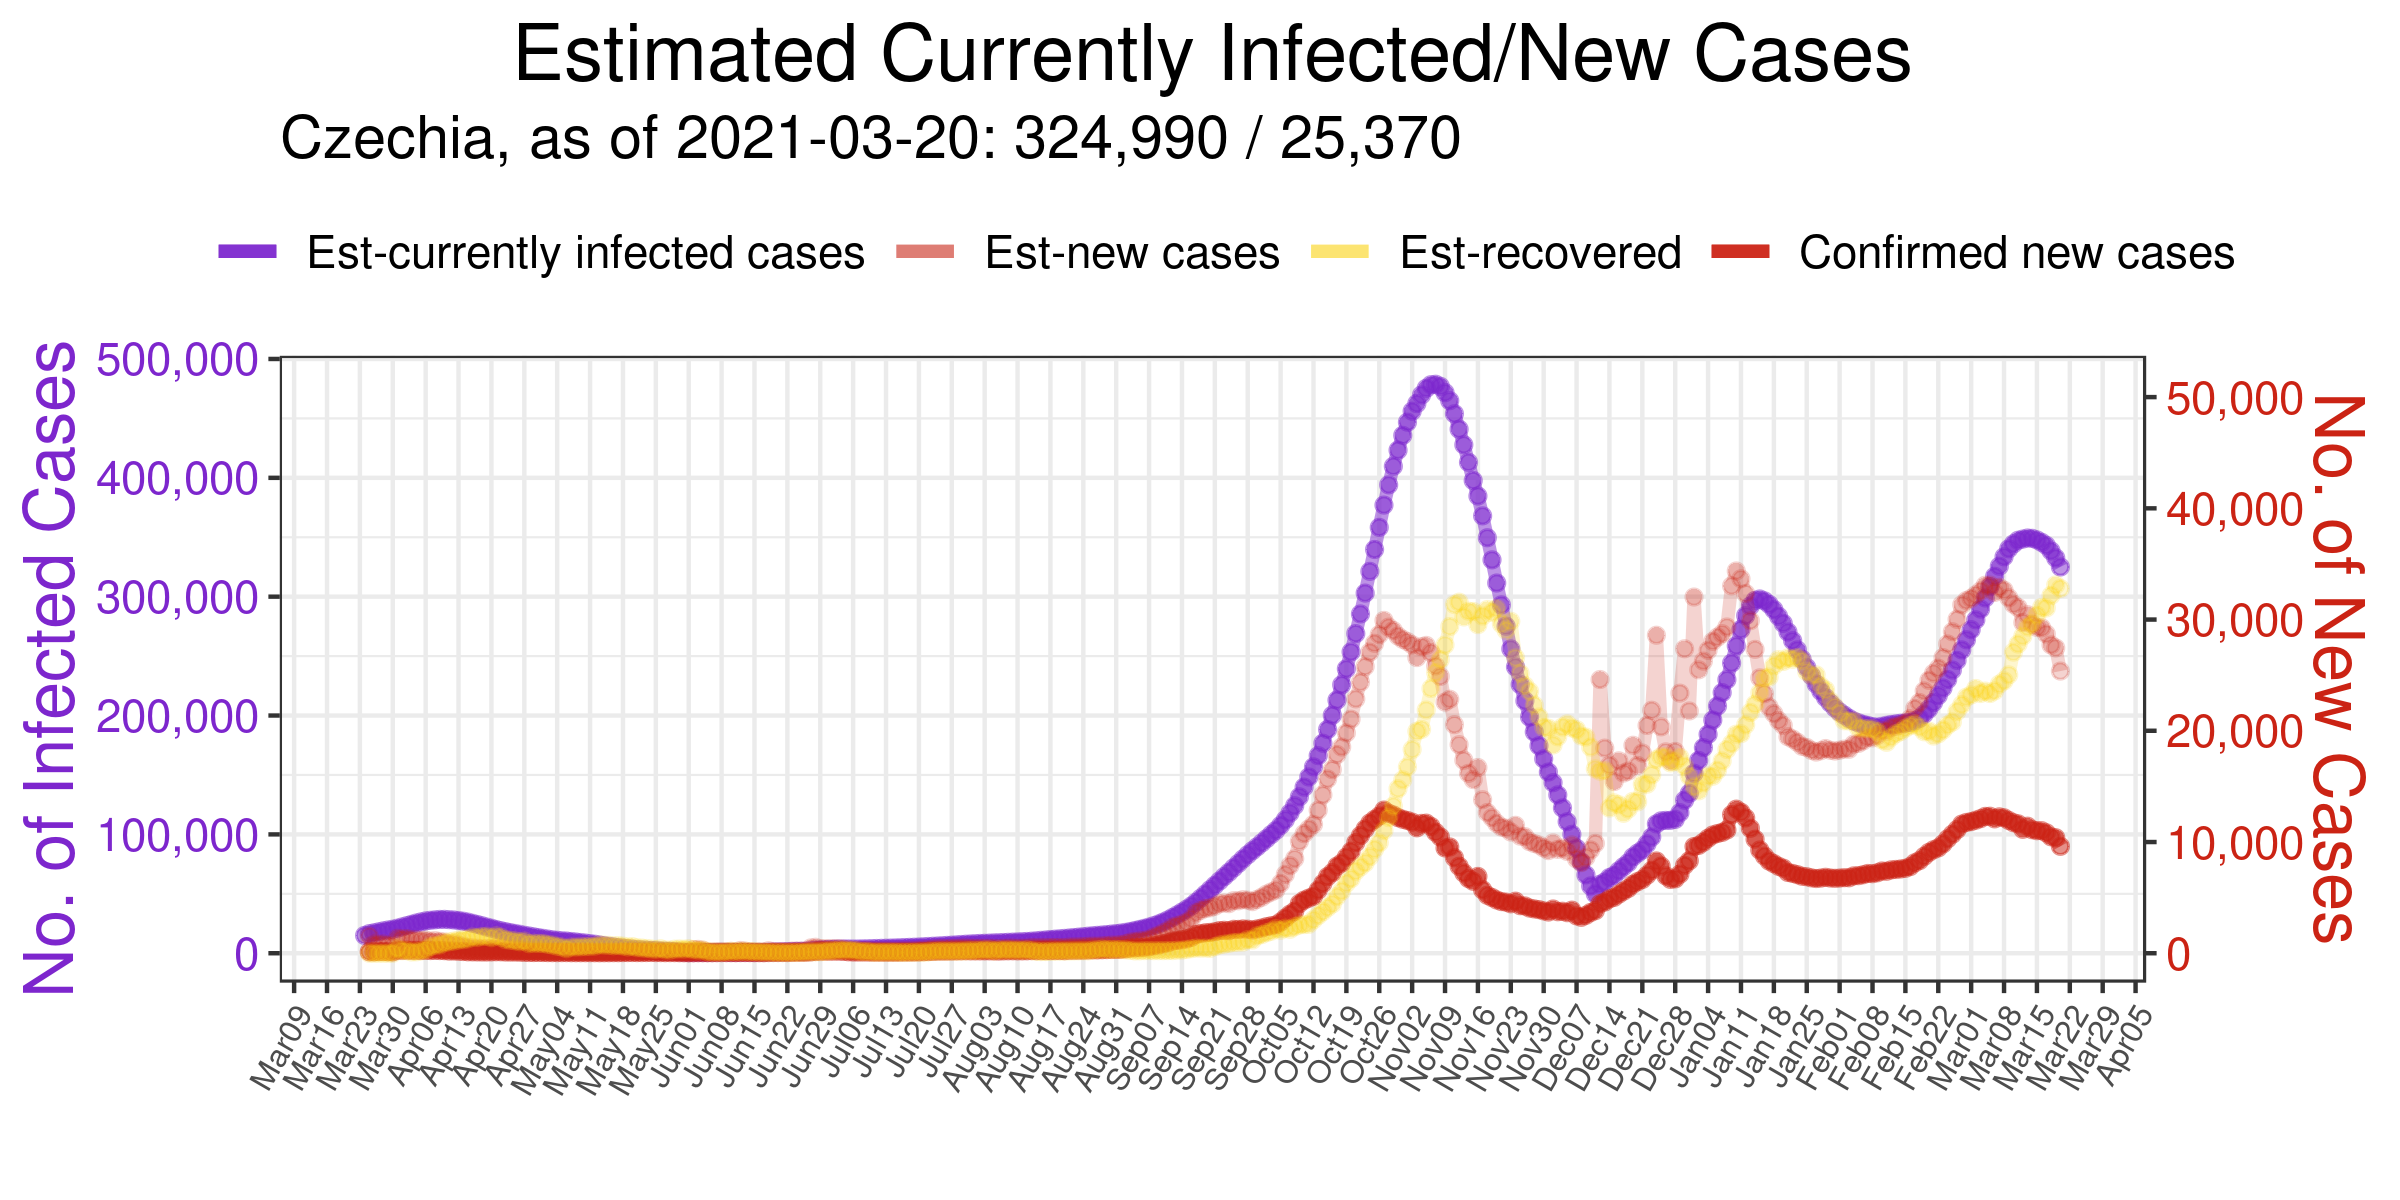 Estimated Currently Infected/New Cases
Czechia, as of 2021-03-20: 324,990 / 25,370
Est-currently infected cases Est-new cases Est-recovered Confirmed new cases
No. of Infected Cases
500,000
400,000
300,000
200,000
100,000
0
50,000
40,000
30,000
20,000
10,000
0
No. of New Cases
Mar09
Mar16
Mar23
Mar30
Apr06
Apr13
Apr20
Apr27
May04
May11
May18
May25
Jun01
Jun08
Jun15
Jun22
Jun29
Jul06
Jul13
Jul20
Jul27
Aug03
Aug10
Aug17
Aug24
Aug31
Sep07
Sep14
Sep21
Sep28
Oct05
Oct12
Oct19
Oct26
Nov02
Nov09
Nov16
Nov23
Nov30
Dec07
Dec14
Dec21
Dec28
Jan04
Jan11
Jan18
Jan25
Feb01
Feb08
Feb15
Feb22
Mar01
Mar08
Mar15
Mar22
Mar29
Apr05